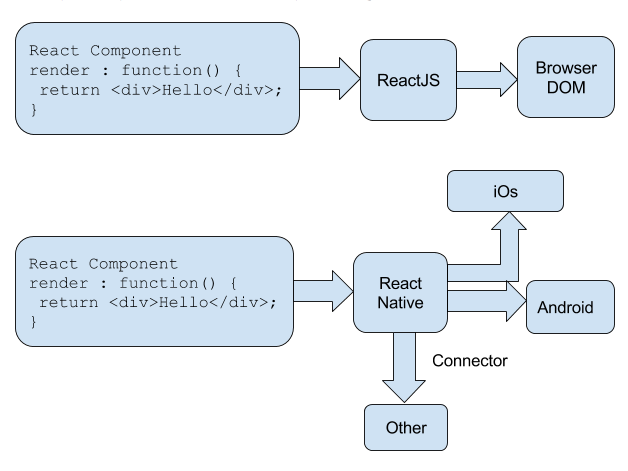 React Component
render : function() {
return <div>Hello</div>;
}
ReactJS
Browser
DOM
iOs
React Component
render : function() {
return <div>Hello</div>;
}
React
Native
Android
Connector
Other